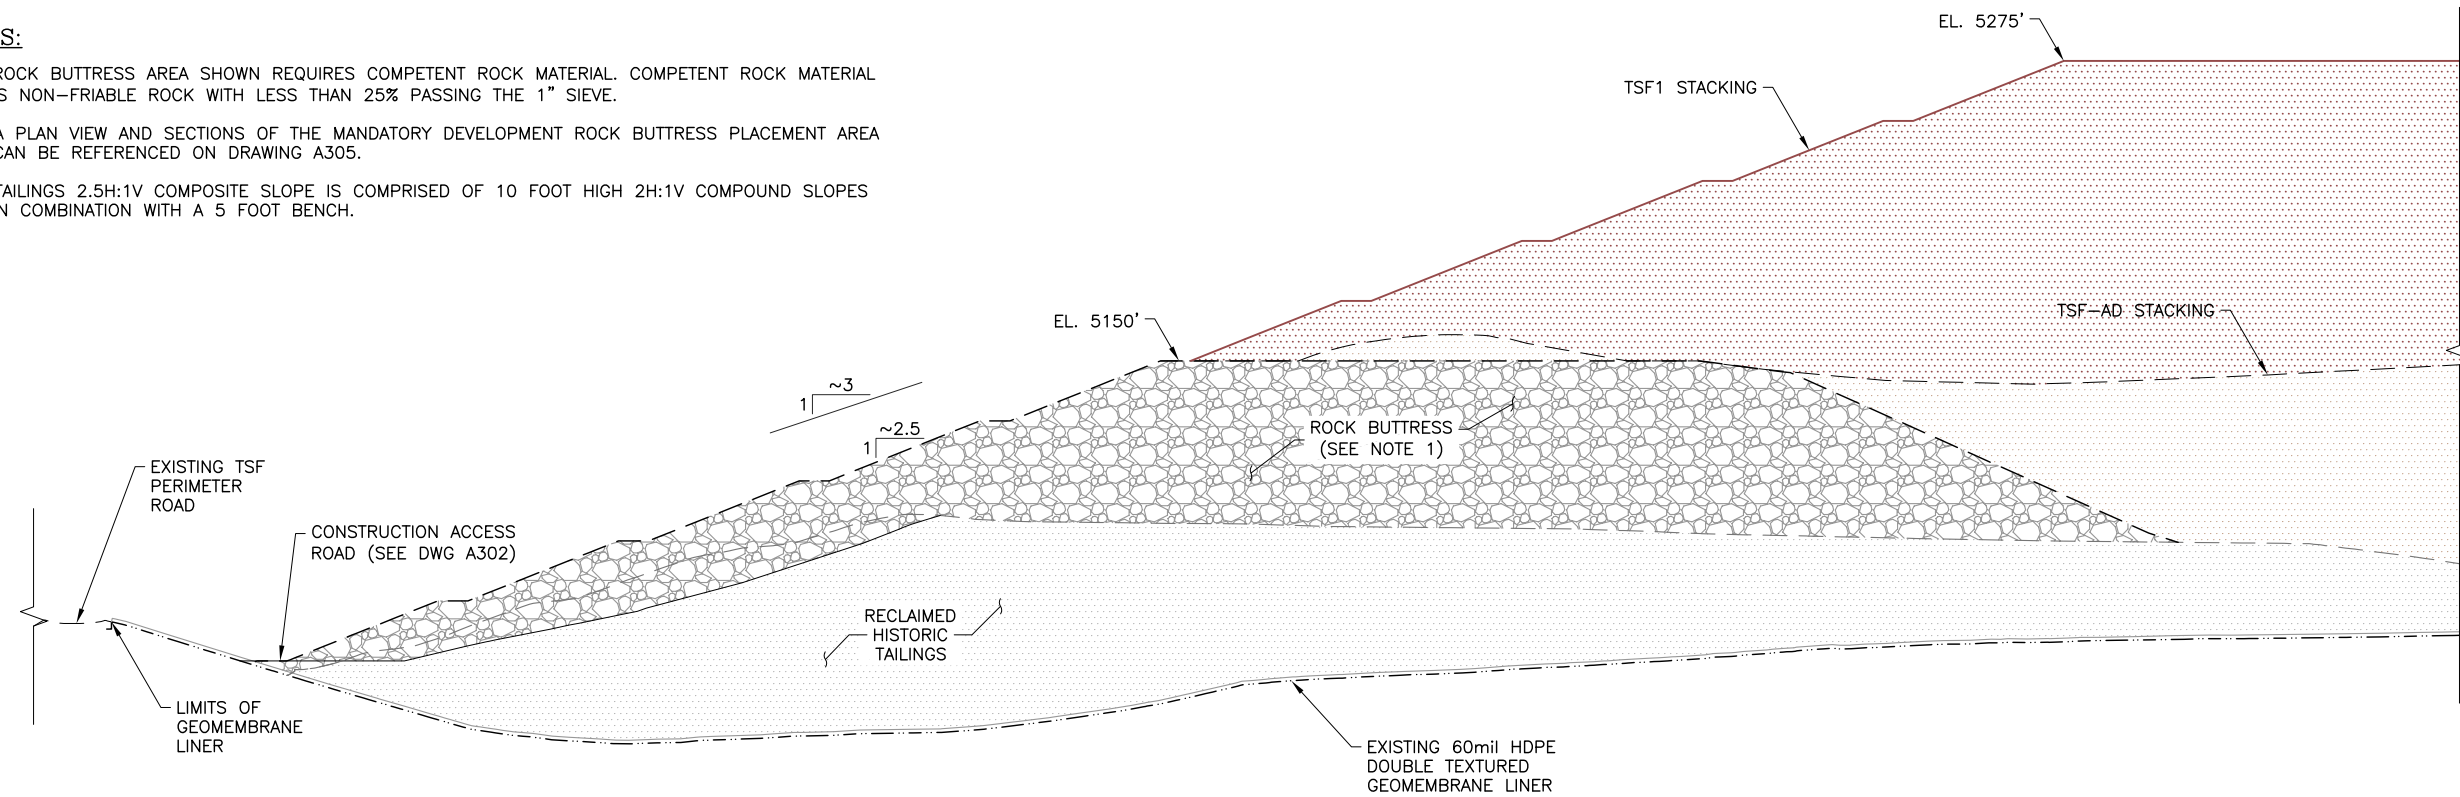 S:
ROCK BUTTRESS AREA SHOWN REQUIRES COMPETENT ROCK MATERIAL. COMPETENT ROCK MATERIAL
S NON-FRIABLE ROCK WITH LESS THAN 25% PASSING THE 1" SIEVE.
A PLAN VIEW AND SECTIONS OF THE MANDATORY DEVELOPMENT ROCK BUTTRESS PLACEMENT AREA
CAN BE REFERENCED ON DRAWING A305.
TAILINGS 2.5H:1V COMPOSITE SLOPE IS COMPRISED OF 10 FOOT HIGH 2H:1V COMPOUND SLOPES
N COMBINATION WITH A 5 FOOT BENCH.
EL. 5275'
TSF1 STACKING
TSF-AD STACKING
EL. 5150'
~3
1
~2.5
1
ROCK BUTTRESS
(SEE NOTE 1)
EXISTING TSF
PERIMETER
ROAD
CONSTRUCTION ACCESS
ROAD (SEE DWG A302)
RECLAIMED
HISTORIC
TAILINGS
LIMITS OF
GEOMEMBRANE
LINER
EXISTING 60mil HDPE
DOUBLE TEXTURED
GEOMEMBRANE LINER